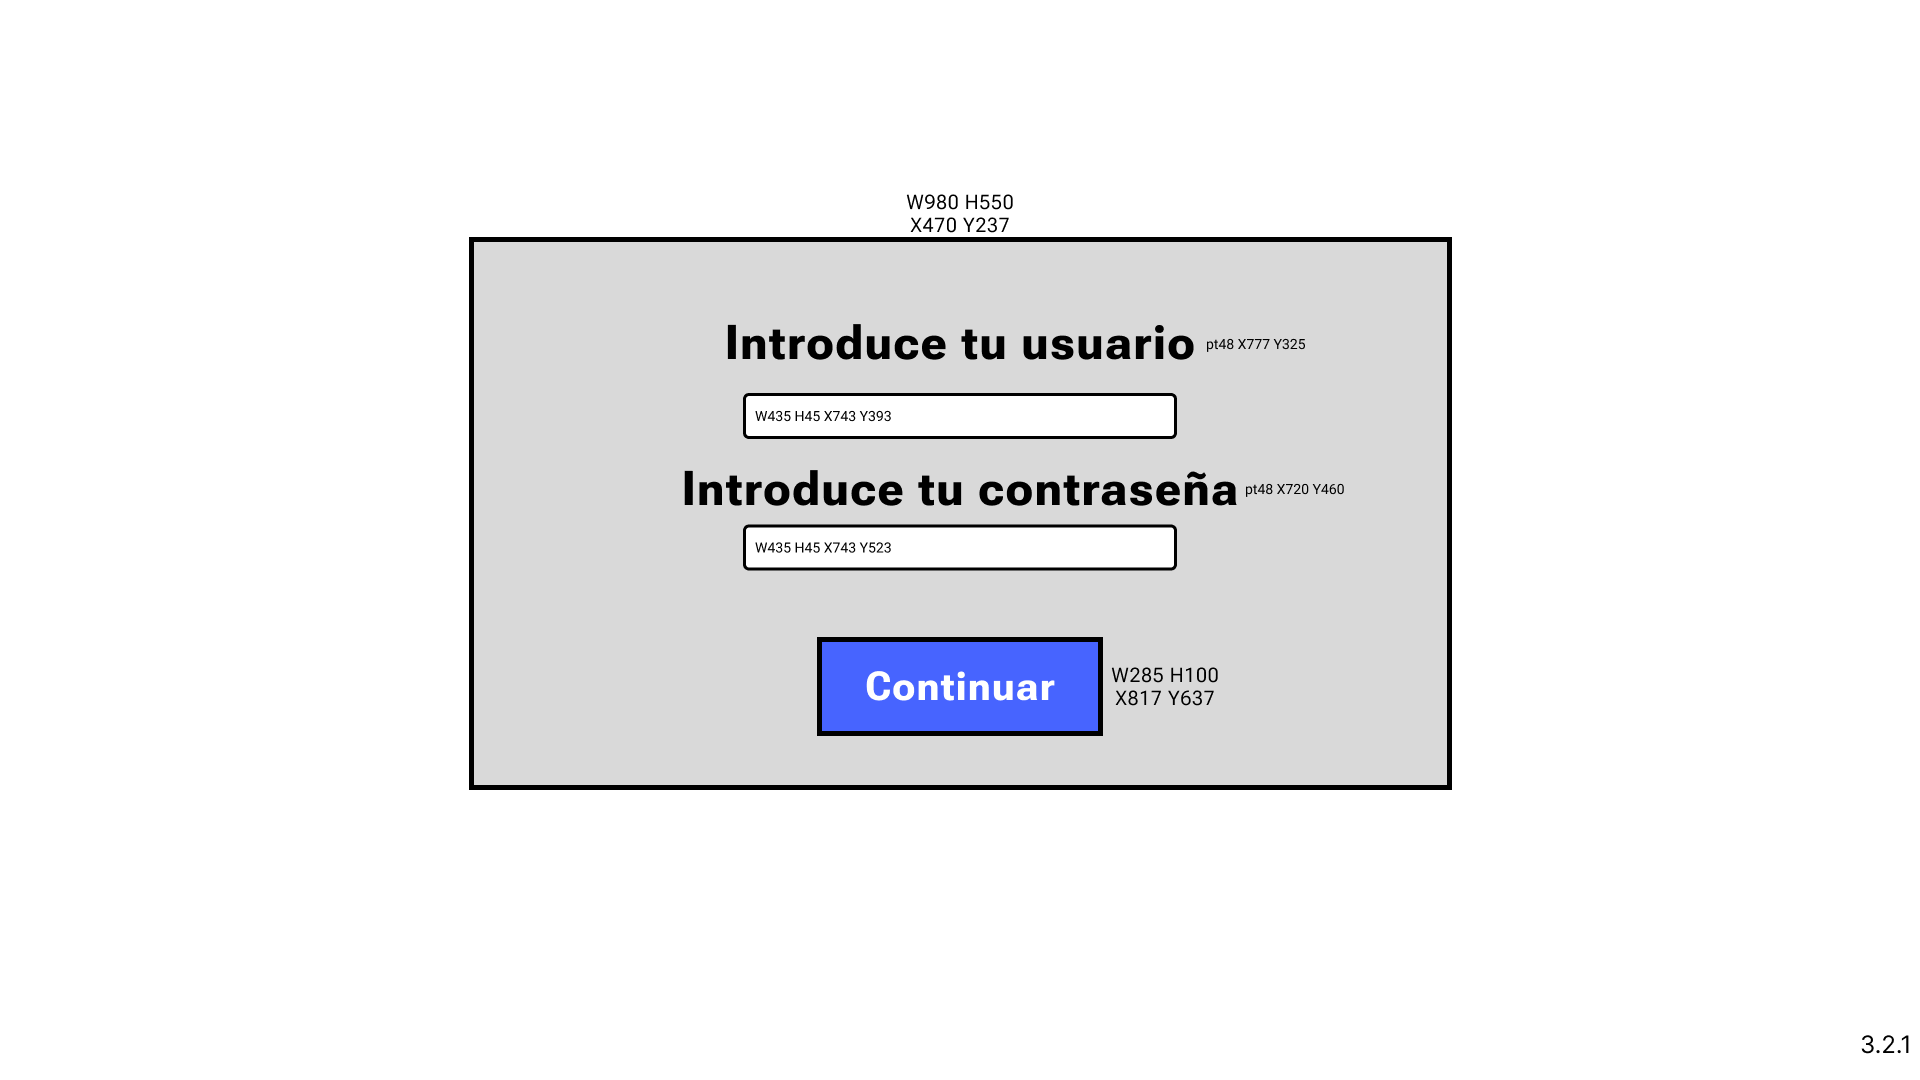 W980 H550
X470 Y237
Introduce tu usuario pt48 X777 Y325
W435 H45 X743 Y393
Introduce tu contraseña pt48 X720 Y460
W435 H45 X743 Y523
Continuar
W285 H100
X817 Y637
3.2.1